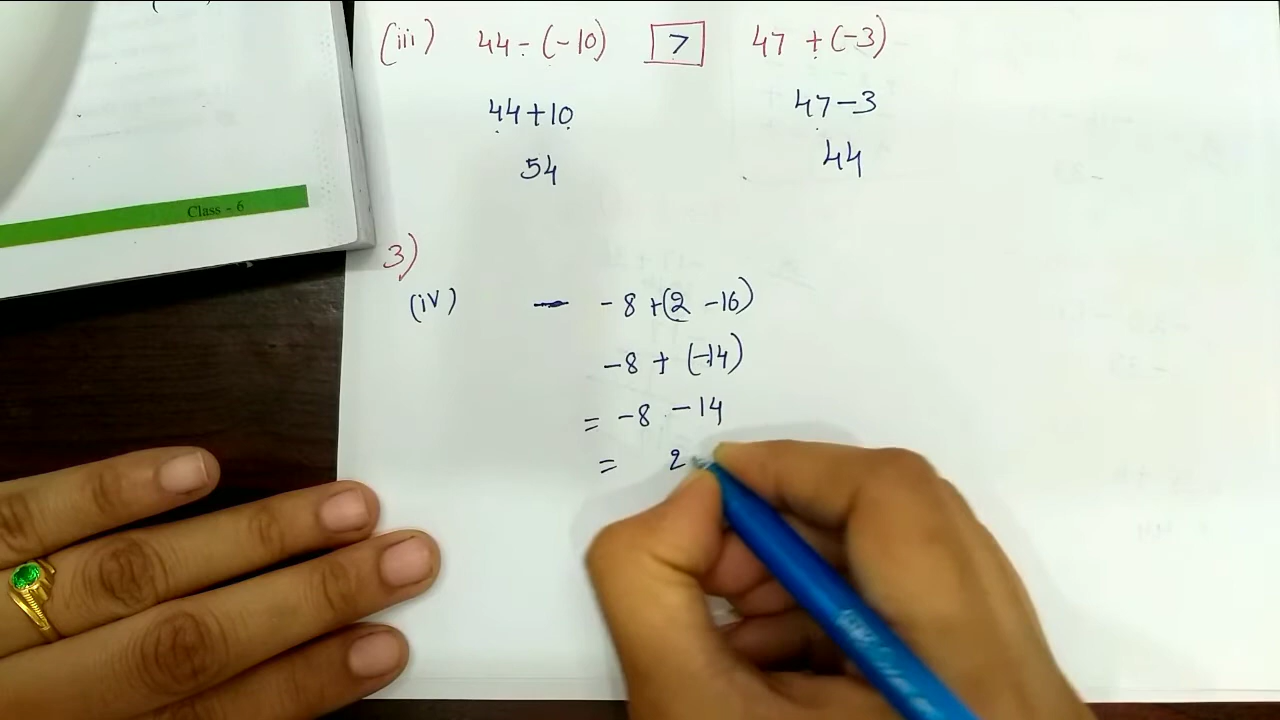 (iii) 44-(-10) > 47 +(-3)
44+10 47-3
54 44
Class - 6
3)
(iv) - -8+(2 -16)
-8 + (-14)
= -8 -14
= 2